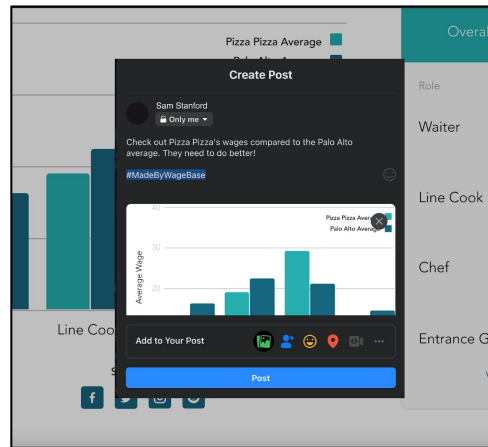 Overal
Pizza Pizza Average
Create Post
Role
Sam Stanford
Only me
Waiter
Check out Pizza Pizza's wages compared to the Palo Alto
average. They need to do better!
#MadeByWageBase
Line Cook
40
Pizza Pizza Average
Palo Alto Average
30
Average Wage
20
Chef
Line Coo
Add to Your Post
Entrance G
Post